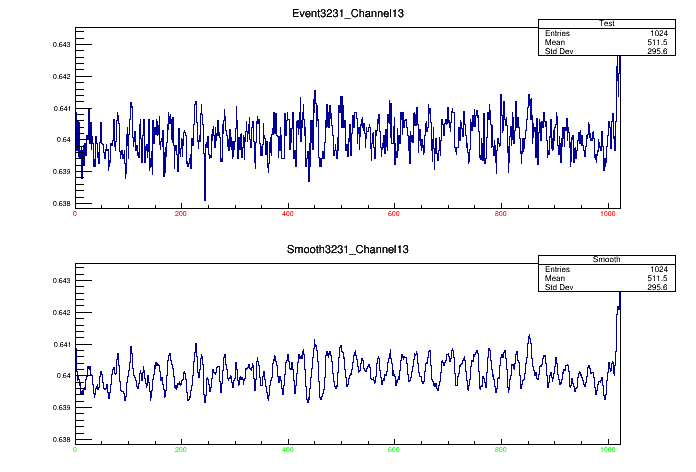 Event3231_Channel13
Test
Entries 1024
Mean 511.5
Std Dev 295.6
0.643
0.642
0.641
0.64
0.639
0.638
0 200 400 600 800 1000
Smooth3231_Channel13
Smooth
Entries 1024
Mean 511.5
Std Dev 295.6
0.643
0.642
0.641
0.64
0.639
0.638
0 200 400 600 800 1000